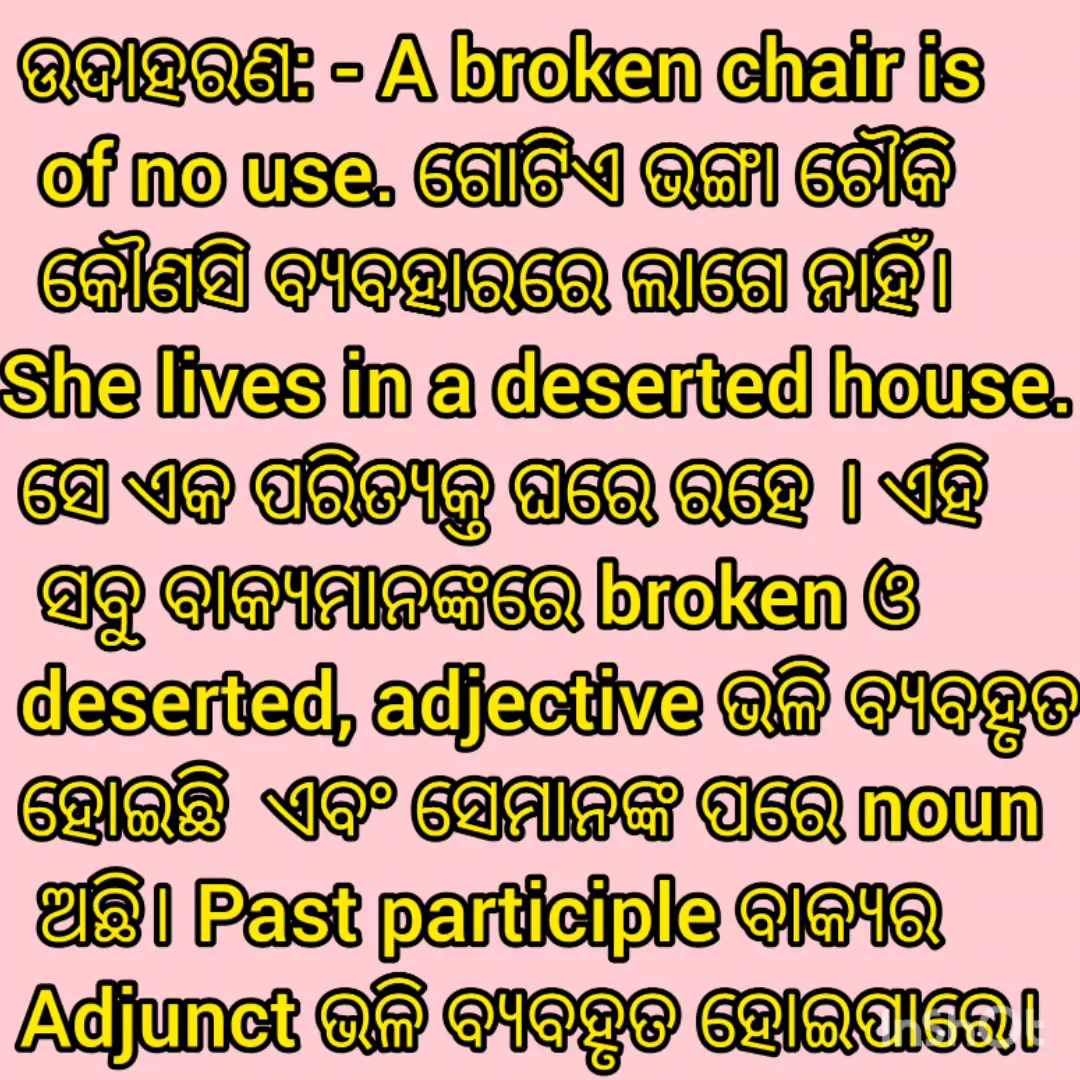 ଉଦାହରଣ: - A broken chair is
of no use. ଗୋଟିଏ ଭଙ୍ଗା ଚୌକି
କୌଣସି ବ୍ୟବହାରରେ ଲାଗେ ନାହିଁ।
She lives in a deserted house.
ସେ ଏକ ପରିତ୍ୟକ୍ତ ଘରେ ରହେ । ଏହି
ସବୁ ବାକ୍ୟମାନଙ୍କରେ broken ଓ
deserted, adjective ଭଳି ବ୍ୟବହୃତ
ହୋଇଛି ଏବଂ ସେମାନଙ୍କ ପରେ noun
ଅଛି। Past participle ବାକ୍ୟର
Adjunct ଭଳି ବ୍ୟବହୃତ ହୋଇପାରେ।
InShOt